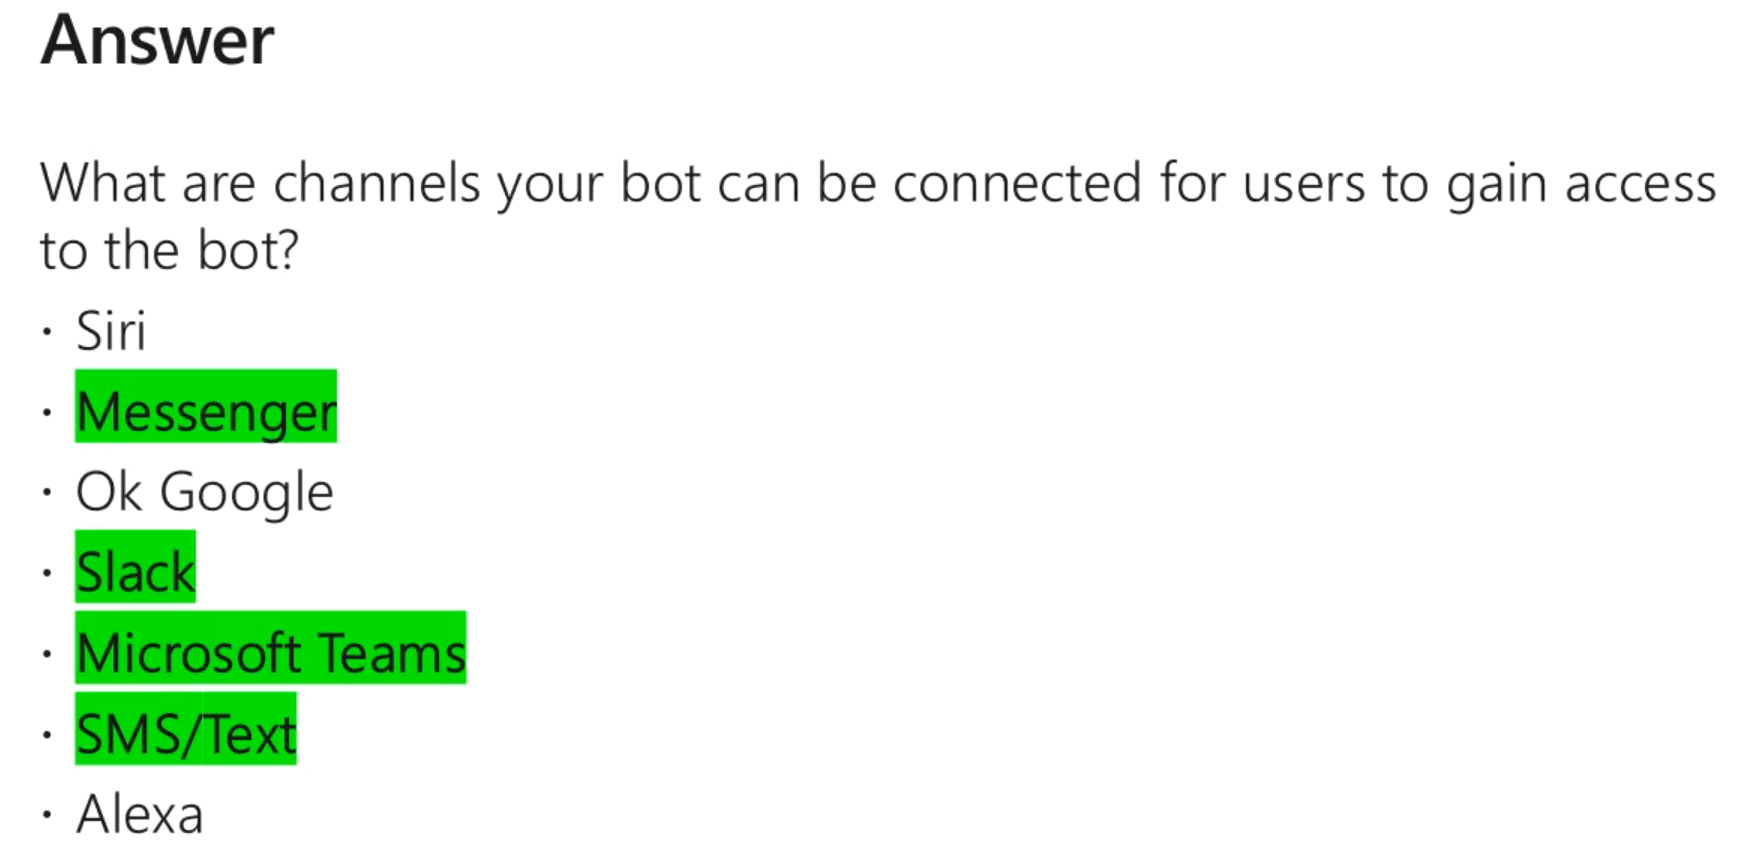 Answer
What are channels your bot can be connected for users to gain access
to the bot?
· Siri
· Messenger
· Ok Google
· Slack
· Microsoft Teams
· SMS/Text
· Alexa